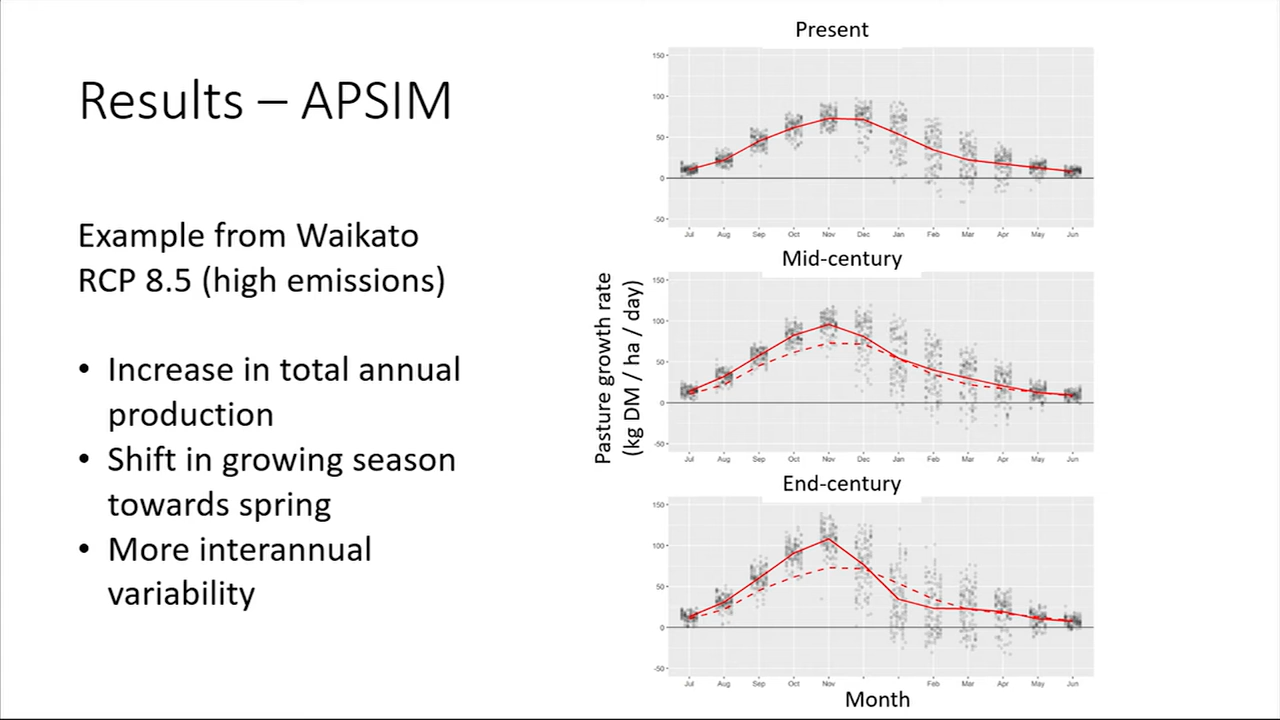 Results – APSIM
Example from Waikato
RCP 8.5 (high emissions)
• Increase in total annual
production
• Shift in growing season
towards spring
• More interannual
variability
Pasture growth rate
(kg DM / ha / day)
Present
150
100
50
0
-50
Jul Aug Sep Oct Nov Dec Jan Feb Mar Apr May Jun
Mid-century
150
100
50
0
-50
Jul Aug Sep Oct Nov Dec Jan Feb Mar Apr May Jun
End-century
150
100
50
0
-50
Jul Aug Sep Oct Nov Feb Mar Apr May Jun
Month